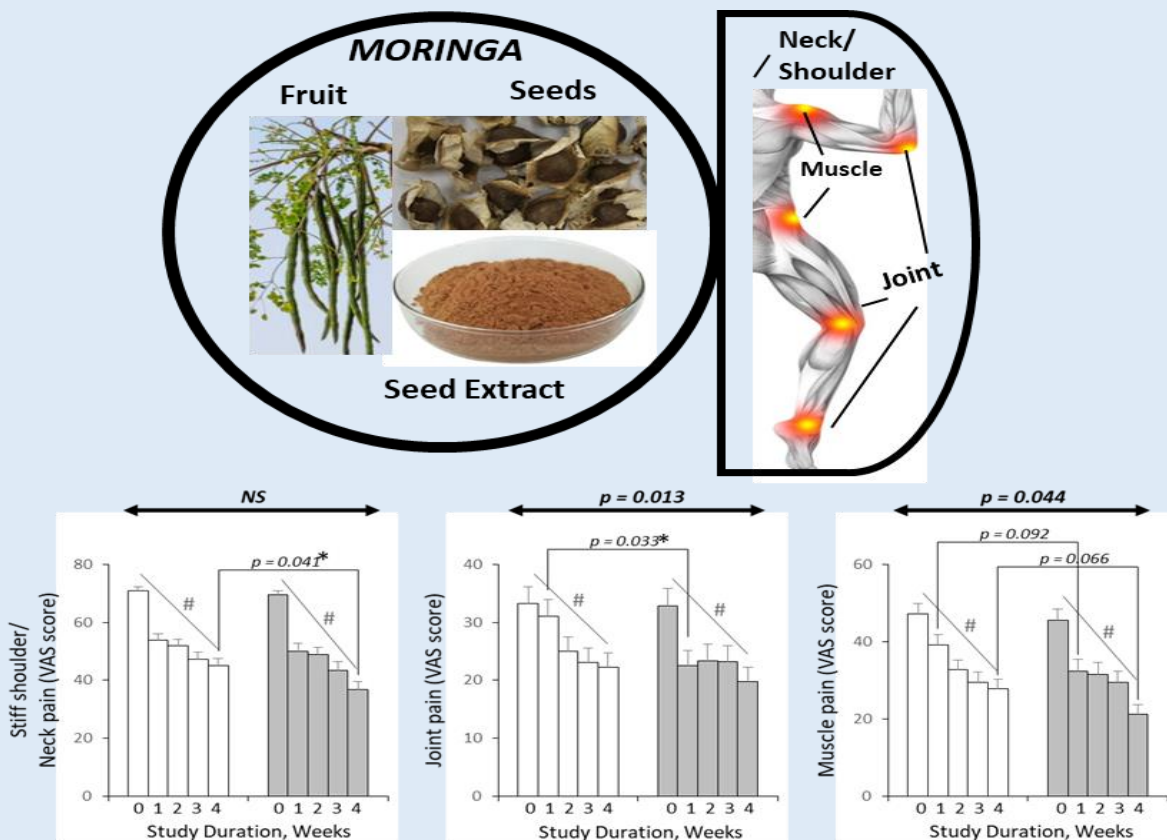 MORINGA
Fruit
Seeds
Seed Extract
Neck/
Shoulder
Muscle
Joint
NS
p = 0.041*
Stiff shoulder/
Neck pain (VAS score)
80
60
40
20
0
#
#
0 1 2 3 4 0 1 2 3 4
Study Duration, Weeks
p = 0.013
p = 0.033*
Joint pain (VAS score)
40
30
20
10
0
#
#
0 1 2 3 4 0 1 2 3 4
Study Duration, Weeks
p = 0.044
p = 0.092
p = 0.066
Muscle pain (VAS score)
60
40
20
0
#
#
0 1 2 3 4 0 1 2 3 4
Study Duration, Weeks